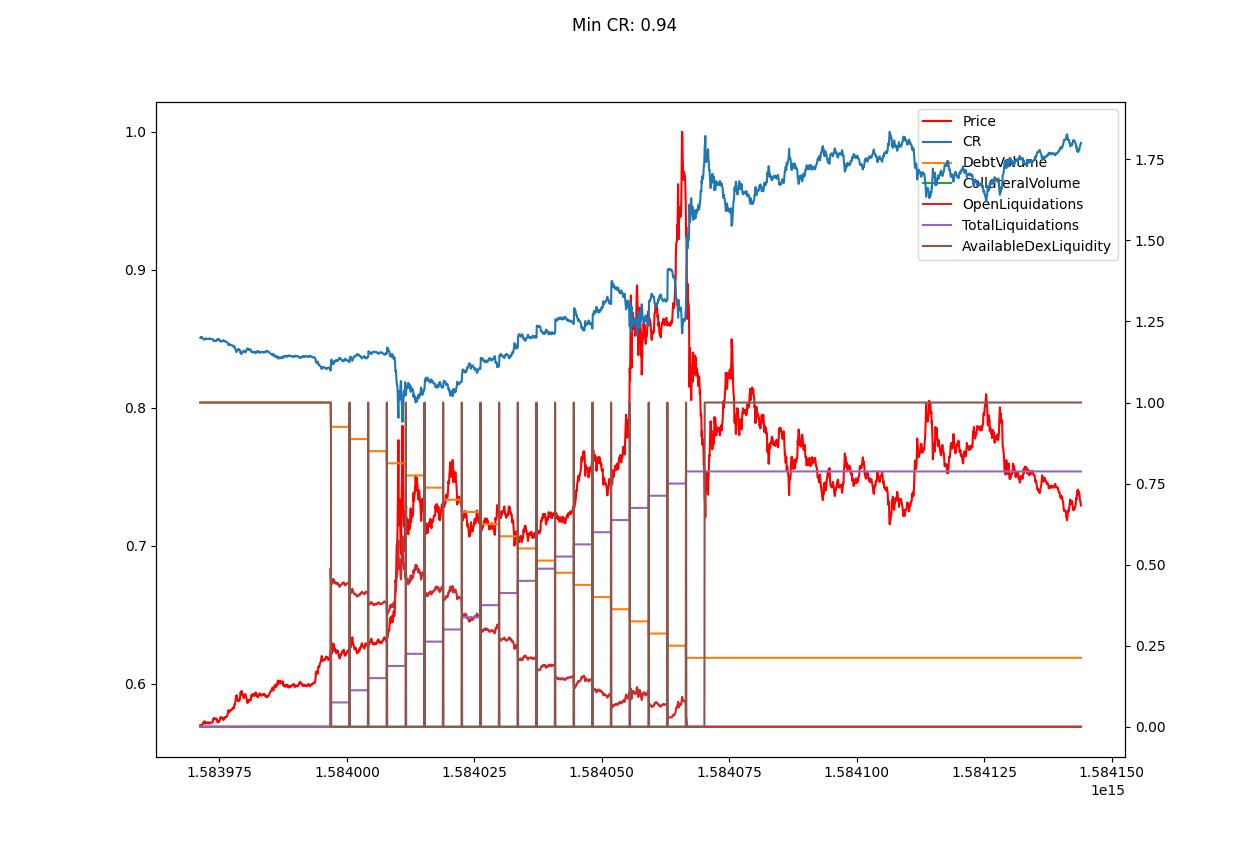 Min CR: 0.94
1.0
0.9
0.8
0.7
0.6
1.75
1.50
1.25
1.00
0.75
0.50
0.25
0.00
Price
CR
DebtVolume
CollateralVolume
OpenLiquidations
TotalLiquidations
AvailableDexLiquidity
1.583975 1.584000 1.584025 1.584050 1.584075 1.584100 1.584125 1.584150
1e15